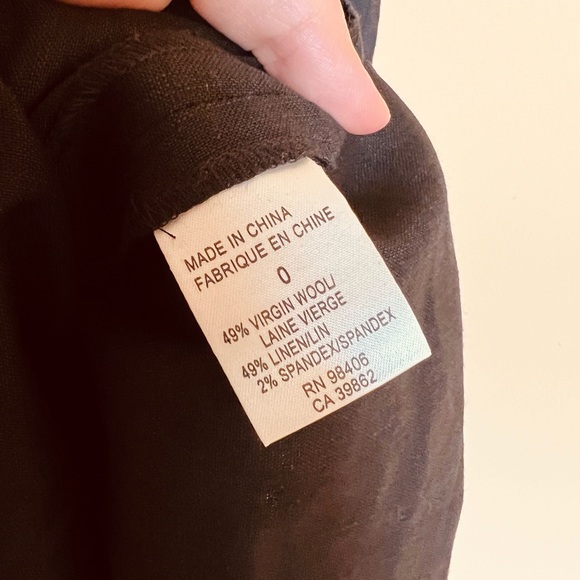 MADE IN CHINA
FABRIQUE EN CHINE
0
49% VIRGIN WOOL/
LAINE VIERGE
49% LINEN/LIN
2% SPANDEX/SPANDEX
RN 98406
CA 39862